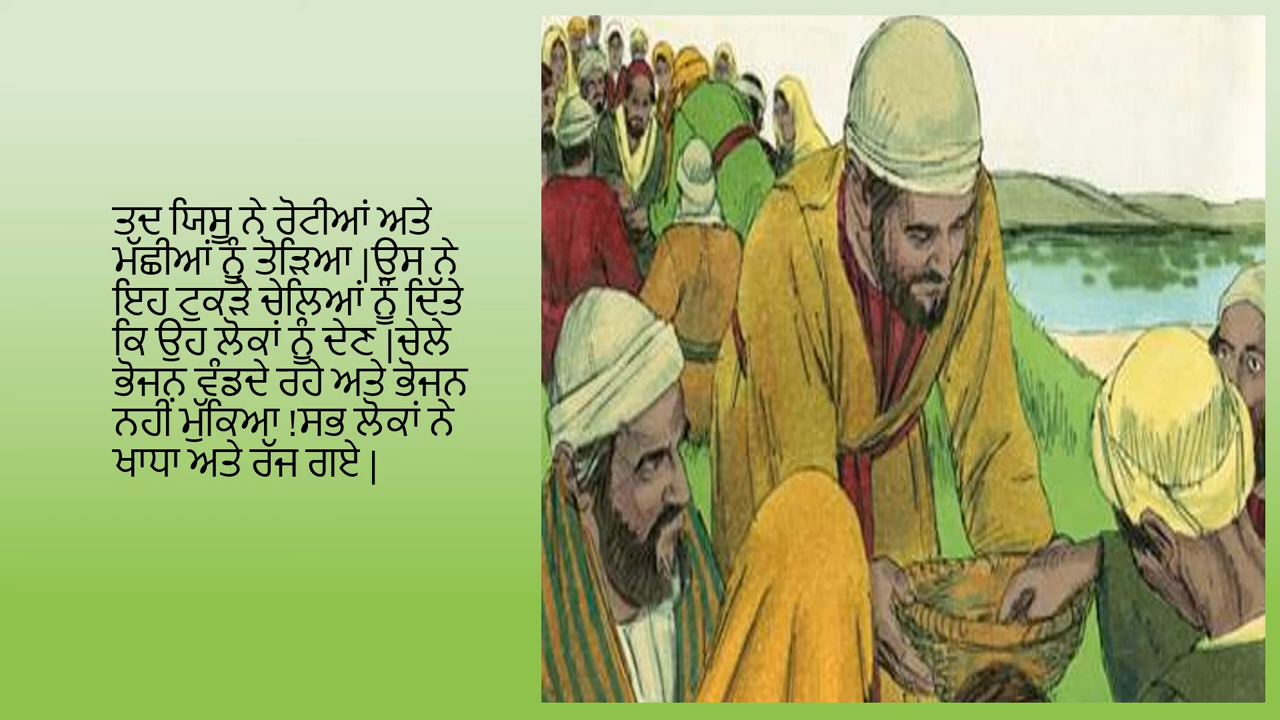 ਤਦ ਯਿਸੂ ਨੇ ਰੋਟੀਆਂ ਅਤੇ
ਮੱਛੀਆਂ ਨੂੰ ਤੋੜਿਆ |ਉਸ ਨੇ
ਇਹ ਟੁਕੜੇ ਚੇਲਿਆਂ ਨੂੰ ਦਿੱਤੇ
ਕਿ ਉਹ ਲੋਕਾਂ ਨੂੰ ਦੇਣ |ਚੇਲੇ
ਭੋਜਨ ਵੰਡਦੇ ਰਹੇ ਅਤੇ ਭੋਜਨ
ਨਹੀਂ ਮੁੱਕਿਆ !ਸਭ ਲੋਕਾਂ ਨੇ
ਖਾਧਾ ਅਤੇ ਰੱਜ ਗਏ |